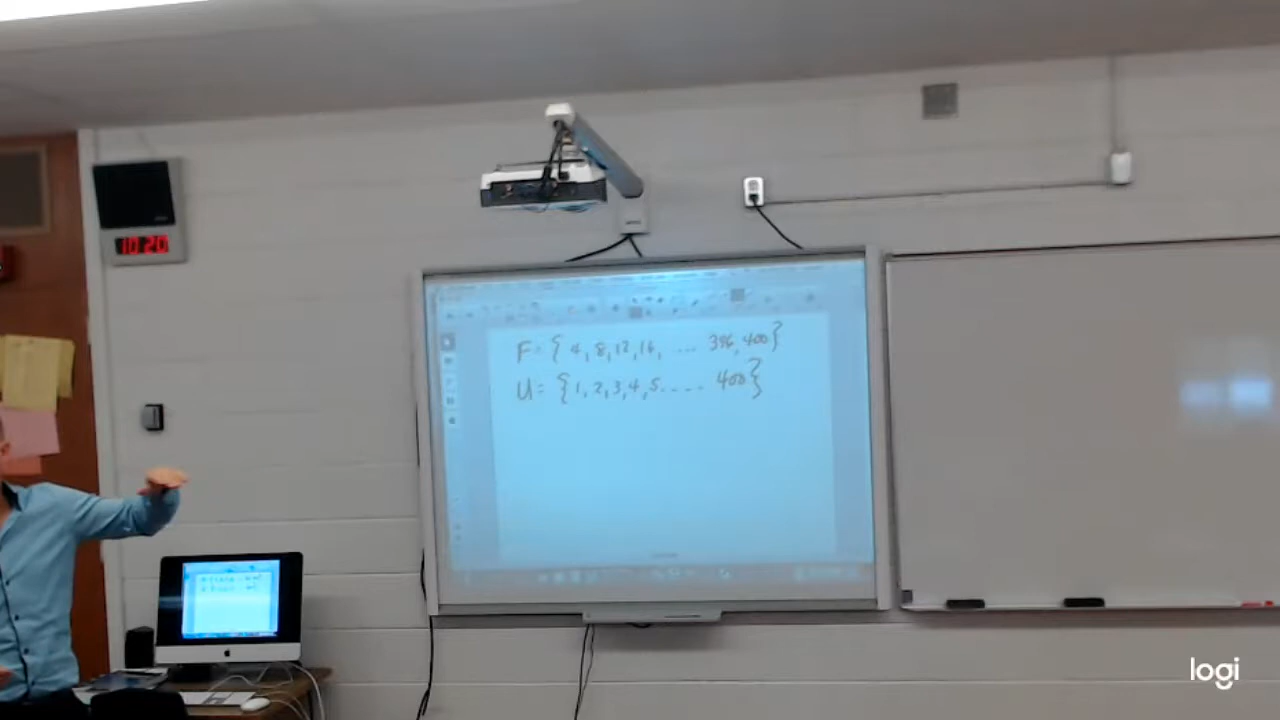 10:20
F = { 4, 8, 12, 16, ... 396, 400}
U = { 1, 2, 3, 4, 5.... 400}
logi